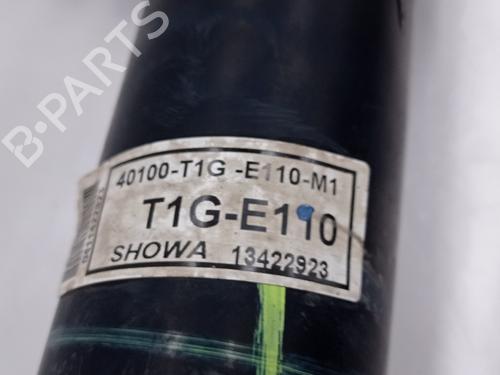 B-PARTS
40100-T1G -E110-M1
T1G-E110
SHOWA 13422923